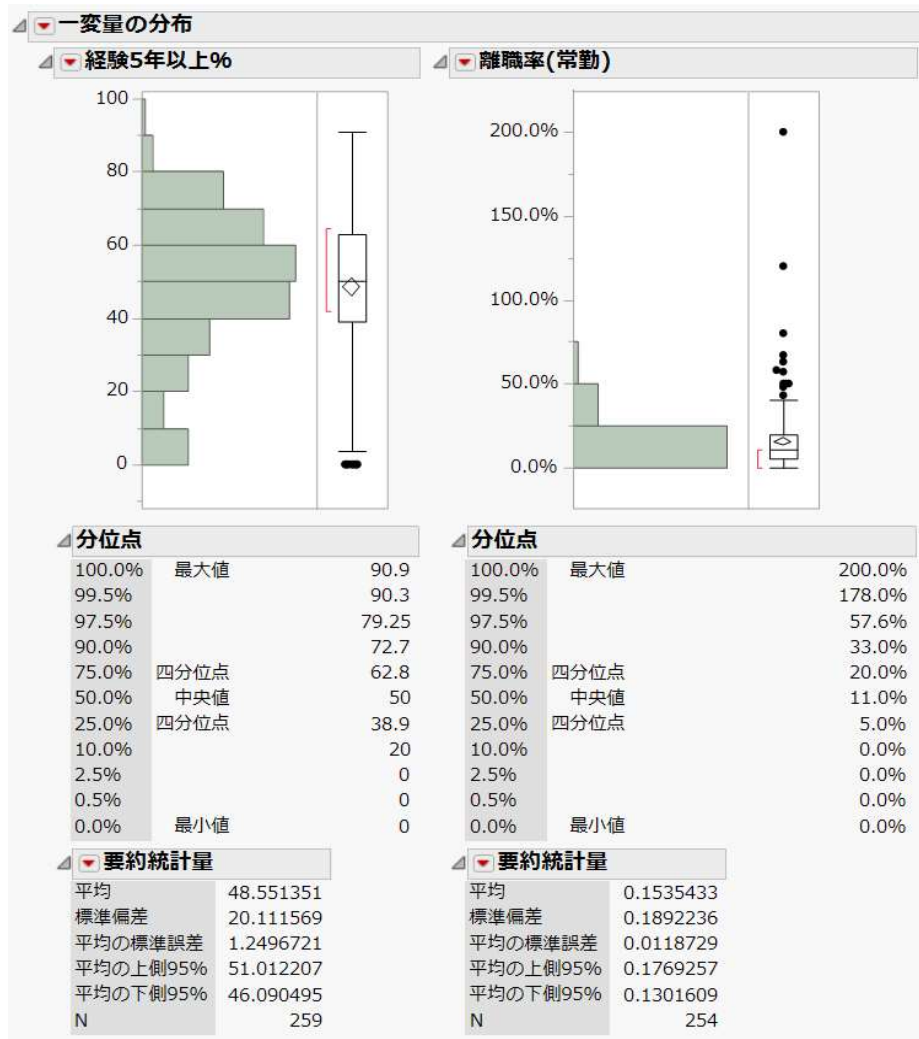 一変量の分布
経験5年以上%
100
80
60
40
20
0
分位点
100.0% 最大値 90.9
99.5% 90.3
97.5% 79.25
90.0% 72.7
75.0% 四分位点 62.8
50.0% 中央値 50
25.0% 四分位点 38.9
10.0% 20
2.5% 0
0.5% 0
0.0% 最小値 0
要約統計量
平均 48.551351
標準偏差 20.111569
平均の標準誤差 1.2496721
平均の上側95% 51.012207
平均の下側95% 46.090495
N 259
離職率(常勤)
200.0%
150.0%
100.0%
50.0%
0.0%
分位点
100.0% 最大値 200.0%
99.5% 178.0%
97.5% 57.6%
90.0% 33.0%
75.0% 四分位点 20.0%
50.0% 中央値 11.0%
25.0% 四分位点 5.0%
10.0% 0.0%
2.5% 0.0%
0.5% 0.0%
0.0% 最小値 0.0%
要約統計量
平均 0.1535433
標準偏差 0.1892236
平均の標準誤差 0.0118729
平均の上側95% 0.1769257
平均の下側95% 0.1301609
N 254